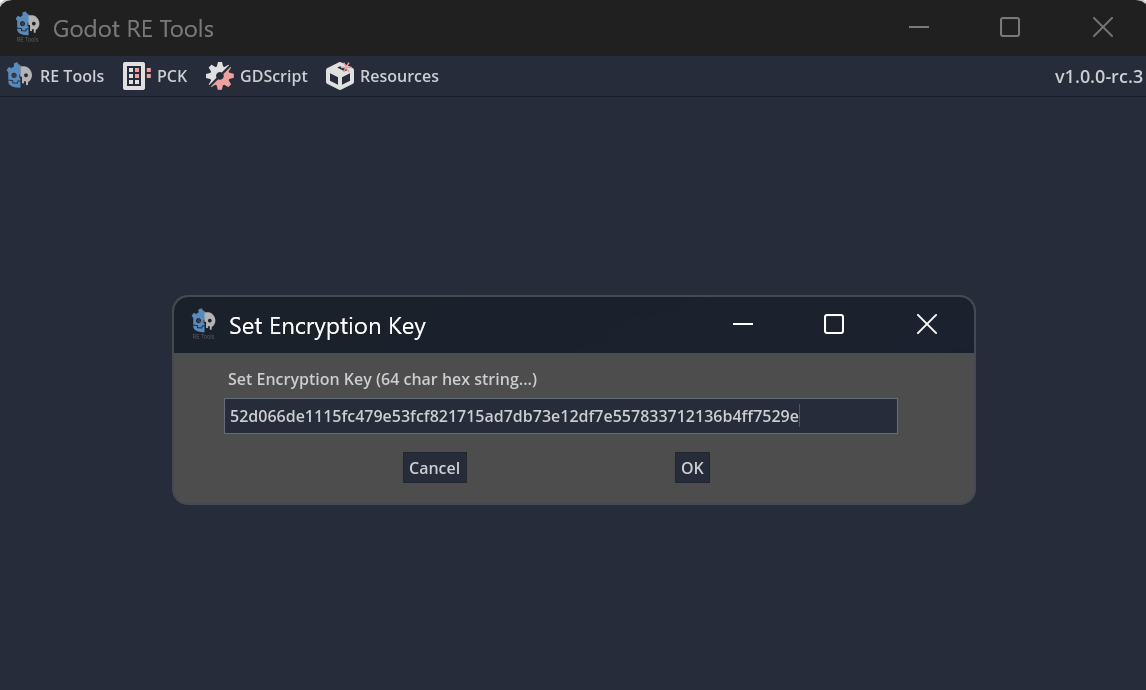 Godot RE Tools
RE Tools PCK GDScript Resources v1.0.0-rc.3
Set Encryption Key
Set Encryption Key (64 char hex string...)
52d066de1115fc479e53fcf821715ad7db73e12df7e557833712136b4ff7529e
Cancel OK